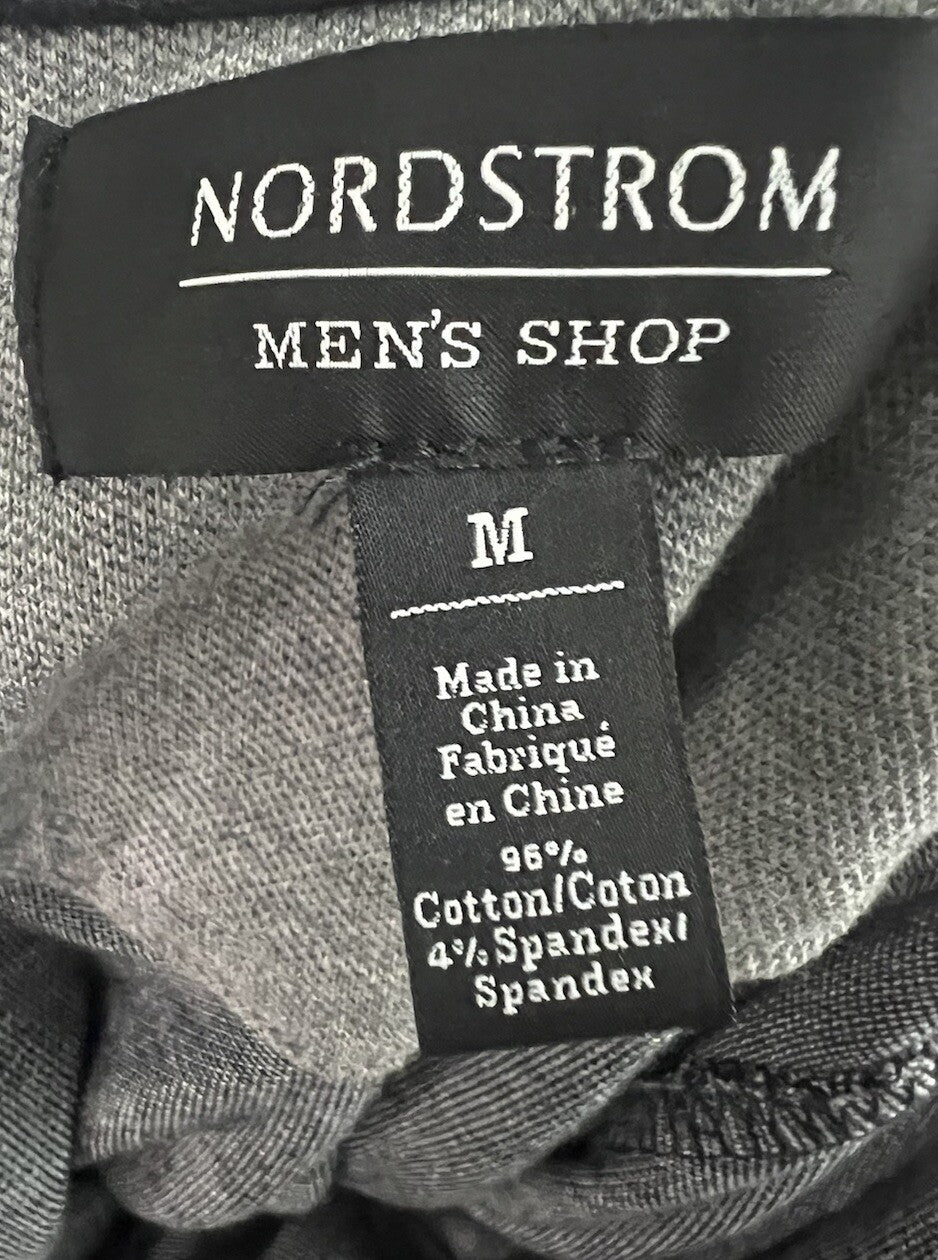 NORDSTROM
MEN'S SHOP
M
Made in
China
Fabriqué
en Chine
96%
Cotton/Coton
4% Spandex/
Spandex